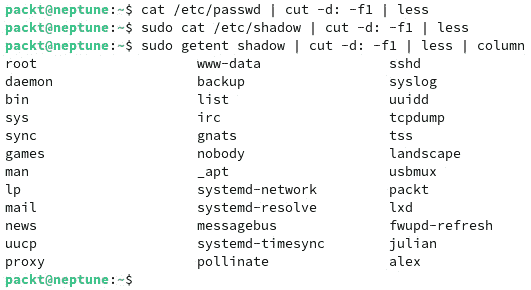 packt@neptune:~$ cat /etc/passwd | cut -d: -f1 | less
packt@neptune:~$ sudo cat /etc/shadow | cut -d: -f1 | less
packt@neptune:~$ sudo getent shadow | cut -d: -f1 | less | column
root www-data sshd
daemon backup syslog
bin list uuidd
sys irc tcpdump
sync gnats tss
games nobody landscape
man _apt usbmux
lp systemd-network packt
mail systemd-resolve lxd
news messagebus fwupd-refresh
uucp systemd-timesync julian
proxy pollinate alex
packt@neptune:~$